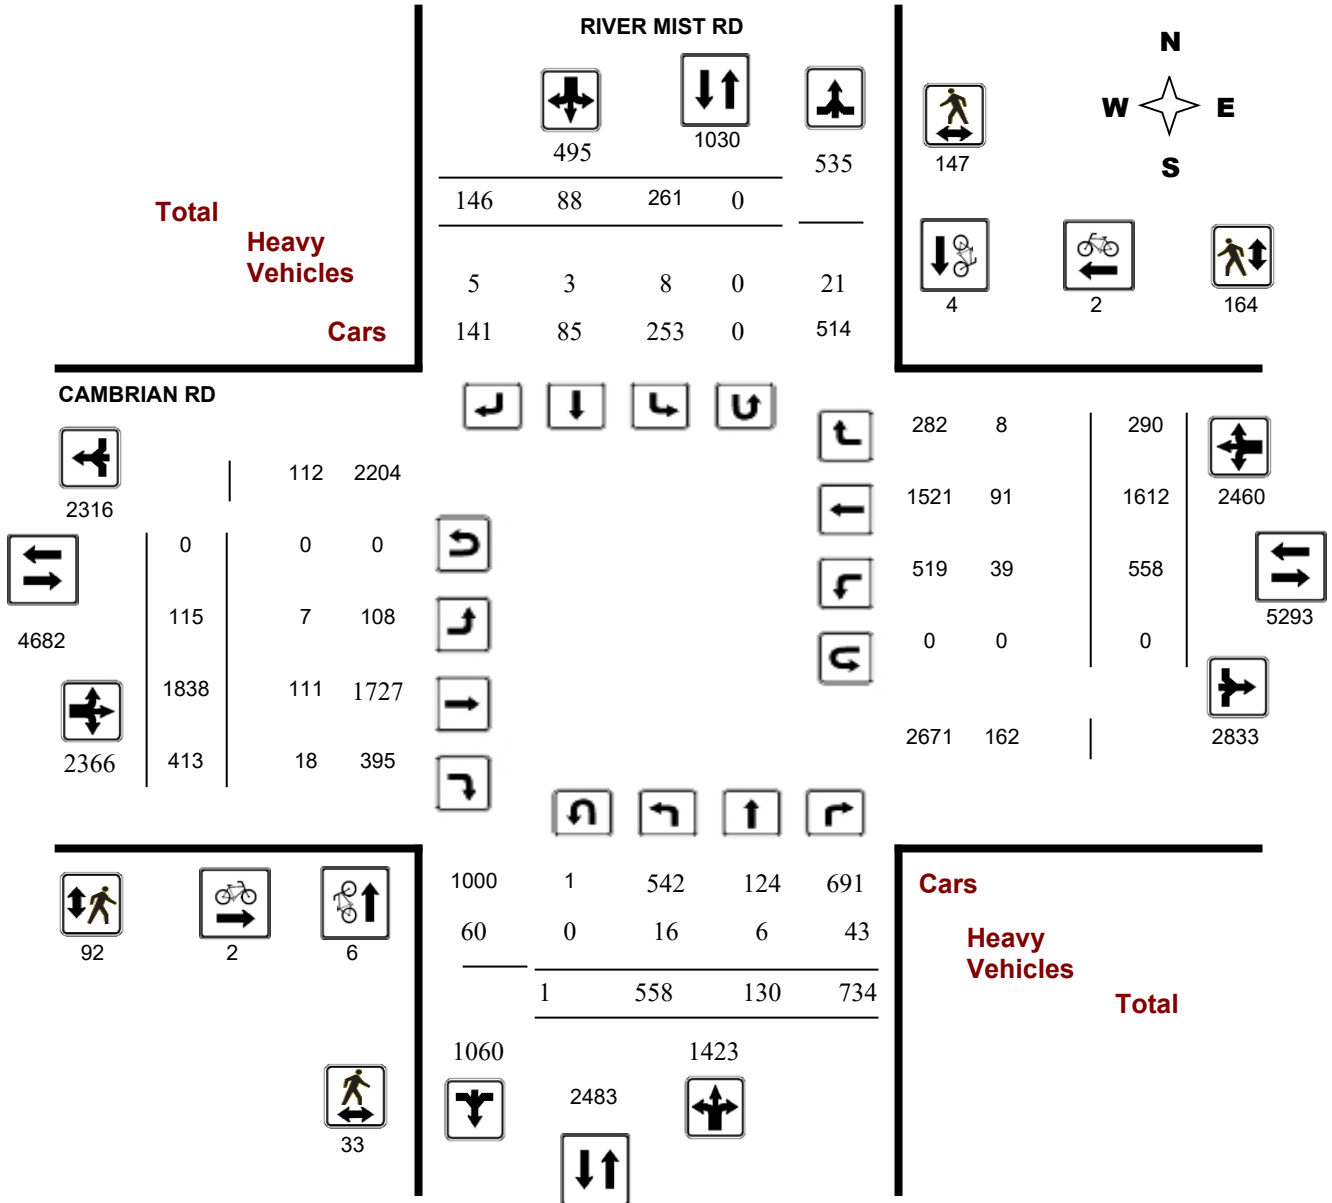 RIVER MIST RD
N
W E
S
495
1030
535
147
146 88 261 0
Total
Heavy
Vehicles
5 3 8 0 21
4 2 164
Cars
141 85 253 0 514
CAMBRIAN RD
282 8 290
112 2204
2316
1521 91 1612 2460
0 0 0
519 39 558
115 7 108
5293
4682
0 0 0
1838 111 1727
2671 162 2833
2366 413 18 395
1000 1 542 124 691
Cars
60 0 16 6 43
92 2 6
Heavy
Vehicles
1 558 130 734
Total
1060 1423
2483
33